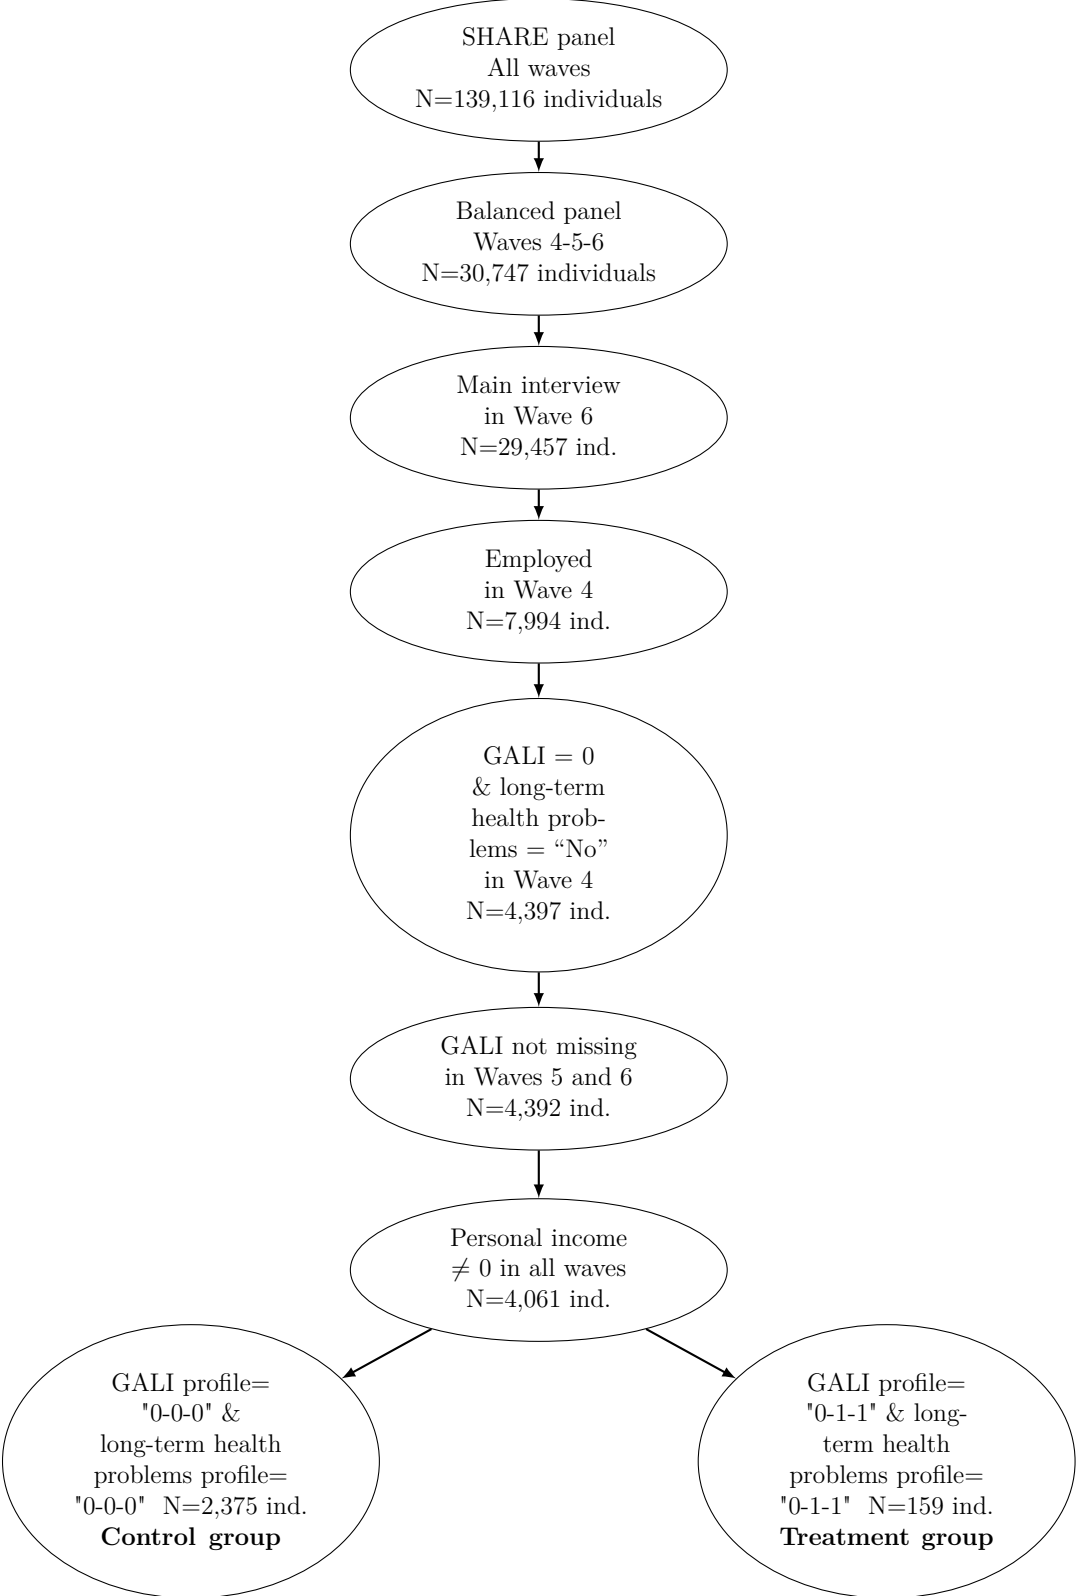 SHARE panel
All waves
N=139,116 individuals
Balanced panel
Waves 4-5-6
N=30,747 individuals
Main interview
in Wave 6
N=29,457 ind.
Employed
in Wave 4
N=7,994 ind.
GALI = 0
& long-term
health prob-
lems = “No”
in Wave 4
N=4,397 ind.
GALI not missing
in Waves 5 and 6
N=4,392 ind.
Personal income
≠ 0 in all waves
N=4,061 ind.
GALI profile=
"0-0-0" &
long-term health
problems profile=
"0-0-0" N=2,375 ind.
Control group
GALI profile=
"0-1-1" & long-
term health
problems profile=
"0-1-1" N=159 ind.
Treatment group